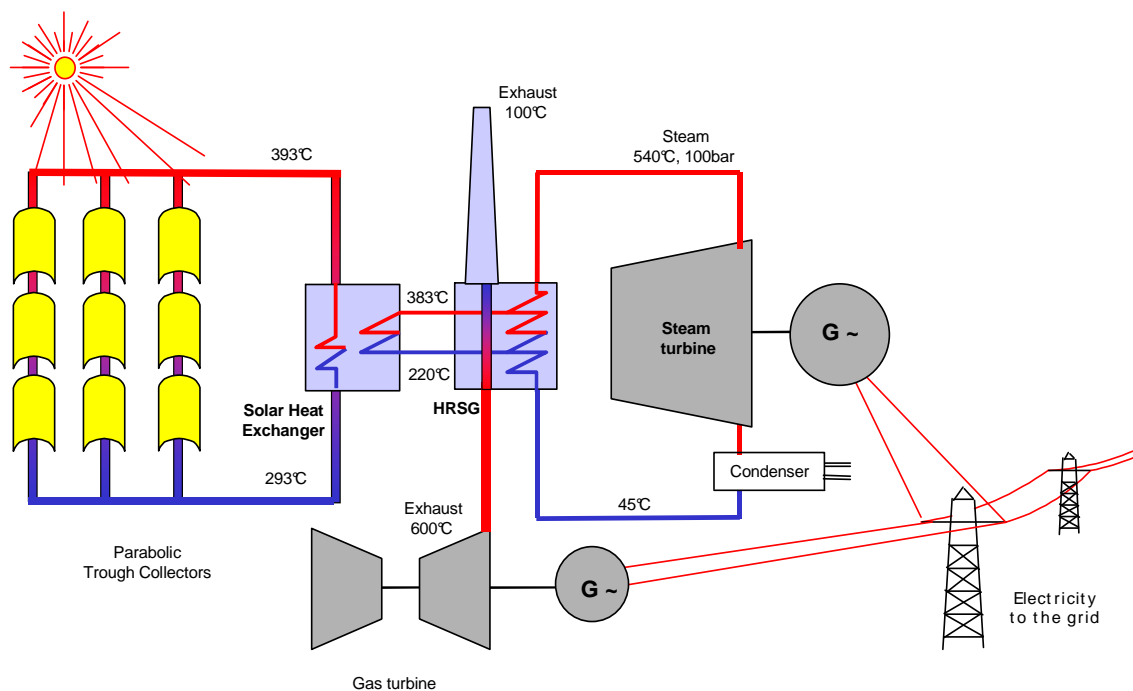 Exhaust
100℃
Steam
540℃, 100bar
393℃
383℃
Steam
turbine
G ~
220℃
HRSG
Solar Heat
Exchanger
293℃
Condenser
45℃
Exhaust
600℃
Parabolic
Trough Collectors
G ~
Electricity
to the grid
Gas turbine